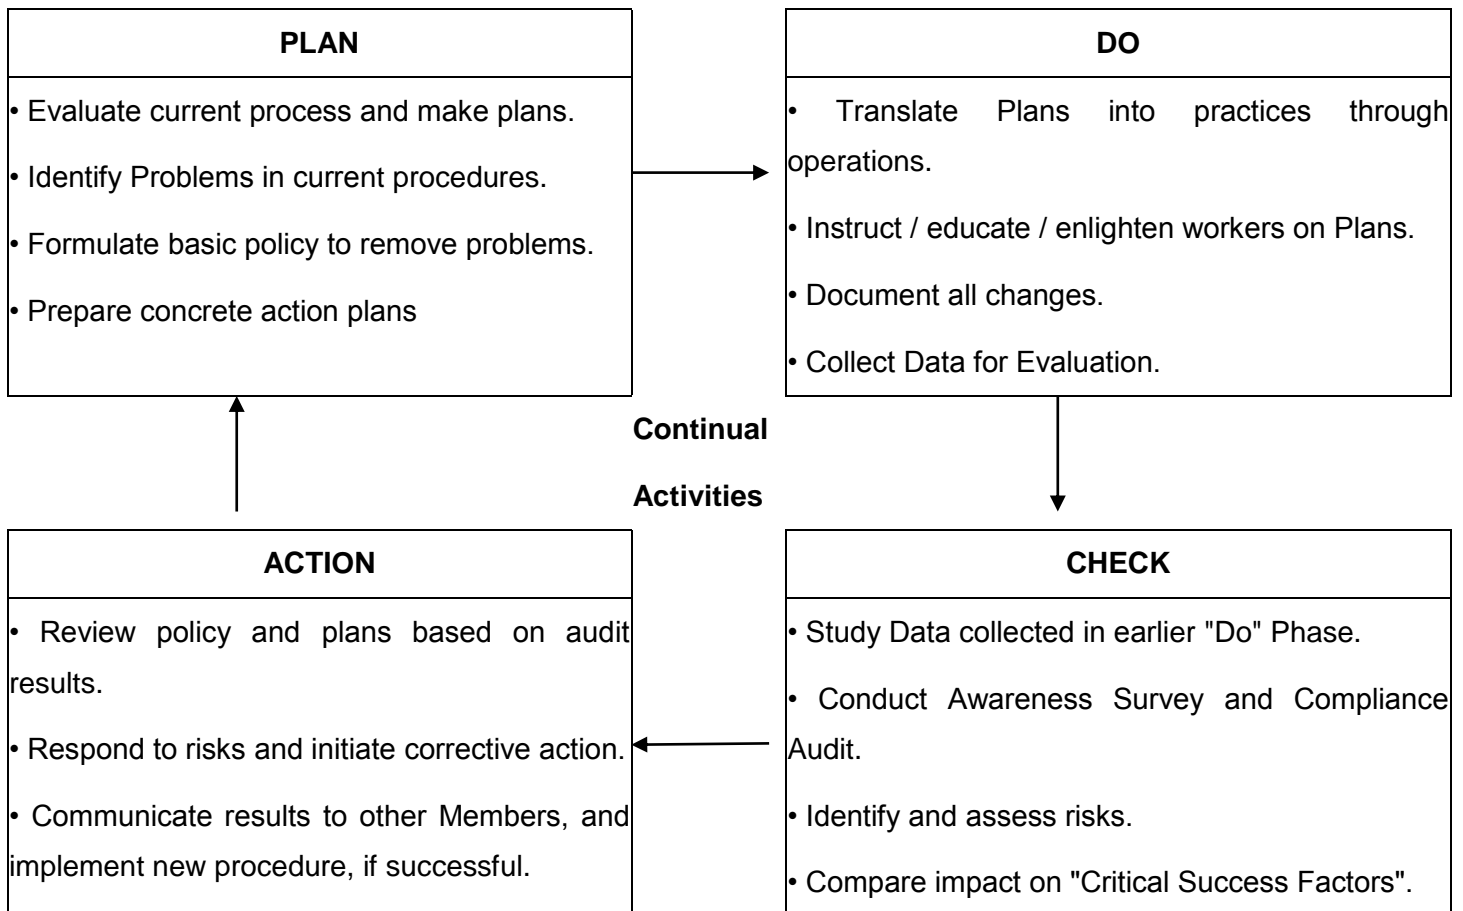 PLAN
• Evaluate current process and make plans.
• Identify Problems in current procedures.
• Formulate basic policy to remove problems.
• Prepare concrete action plans
DO
• Translate Plans into practices through
operations.
• Instruct / educate / enlighten workers on Plans.
• Document all changes.
• Collect Data for Evaluation.
Continual
Activities
ACTION
• Review policy and plans based on audit
results.
• Respond to risks and initiate corrective action.
• Communicate results to other Members, and
implement new procedure, if successful.
CHECK
• Study Data collected in earlier "Do" Phase.
• Conduct Awareness Survey and Compliance
Audit.
• Identify and assess risks.
• Compare impact on "Critical Success Factors".